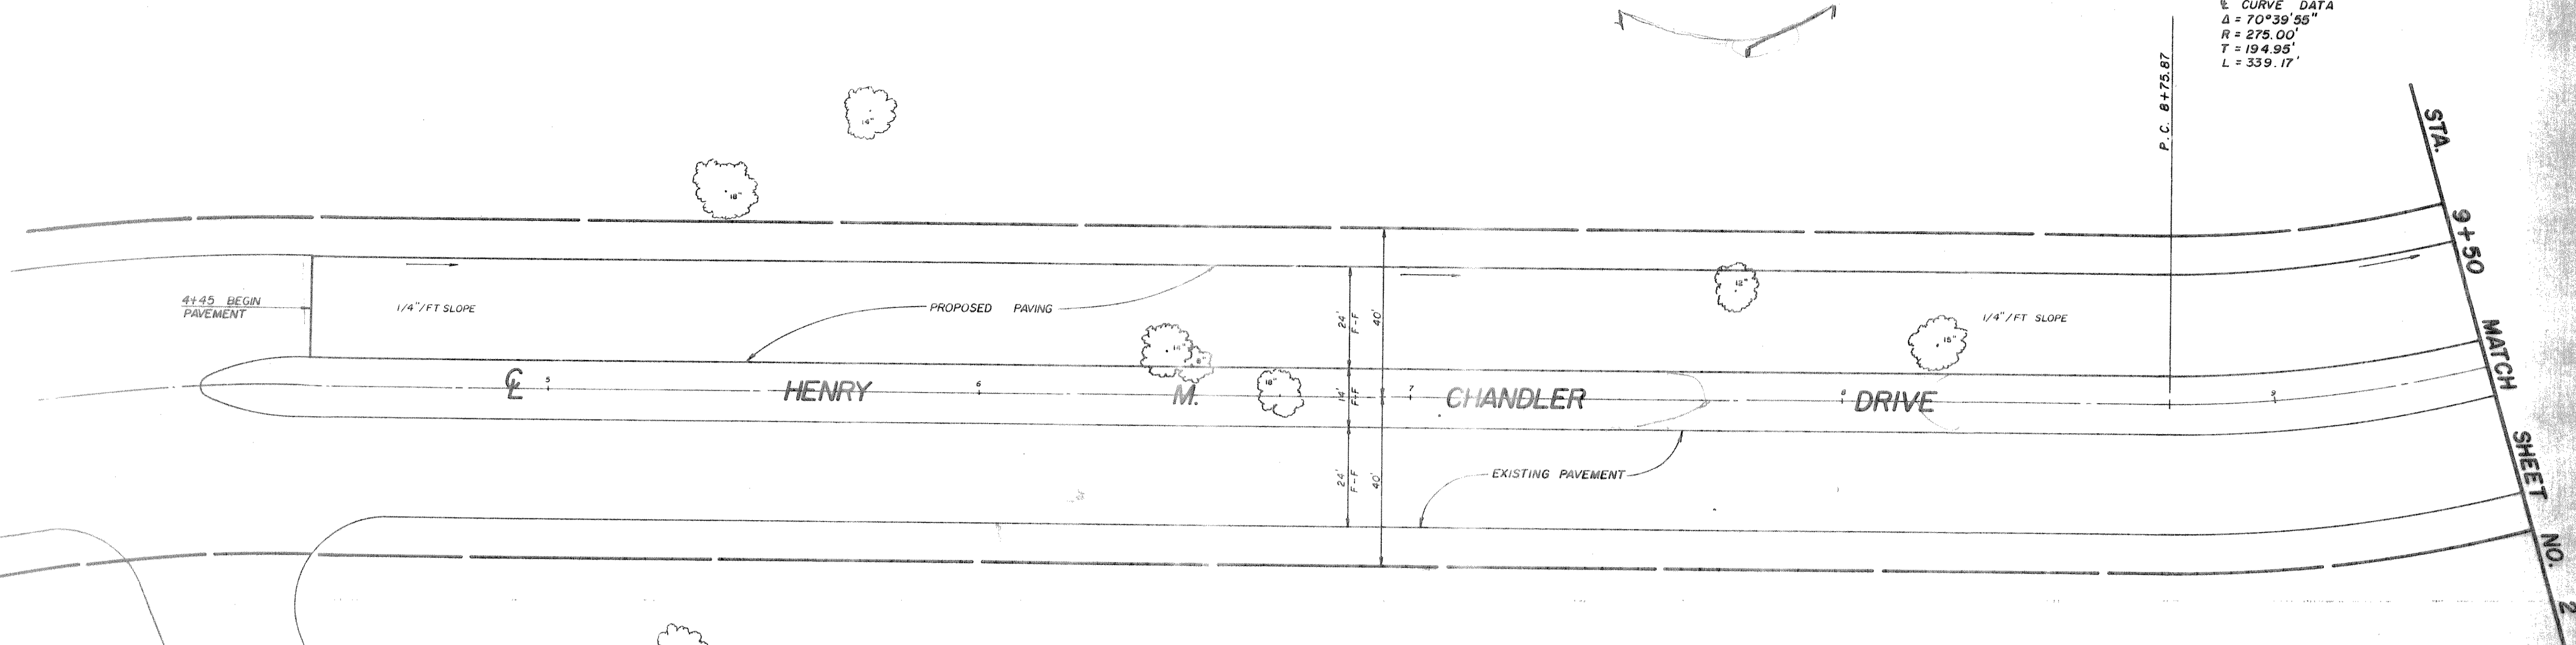 ℄ CURVE DATA
Δ = 70°39'55"
R = 275.00'
T = 194.95'
L = 339.17'
P.C. 8+75.87
STA. 9+50 MATCH SHEET NO. 2
14"
18"
4+45 BEGIN
PAVEMENT
1/4"/FT SLOPE
PROPOSED PAVING
24'
F-F
40'
12"
1/4"/FT SLOPE
15"
14"
8"
18"
14'
F-F
℄ 5 HENRY 6 M. 7 CHANDLER 8 DRIVE 9
24'
F-F
40'
EXISTING PAVEMENT